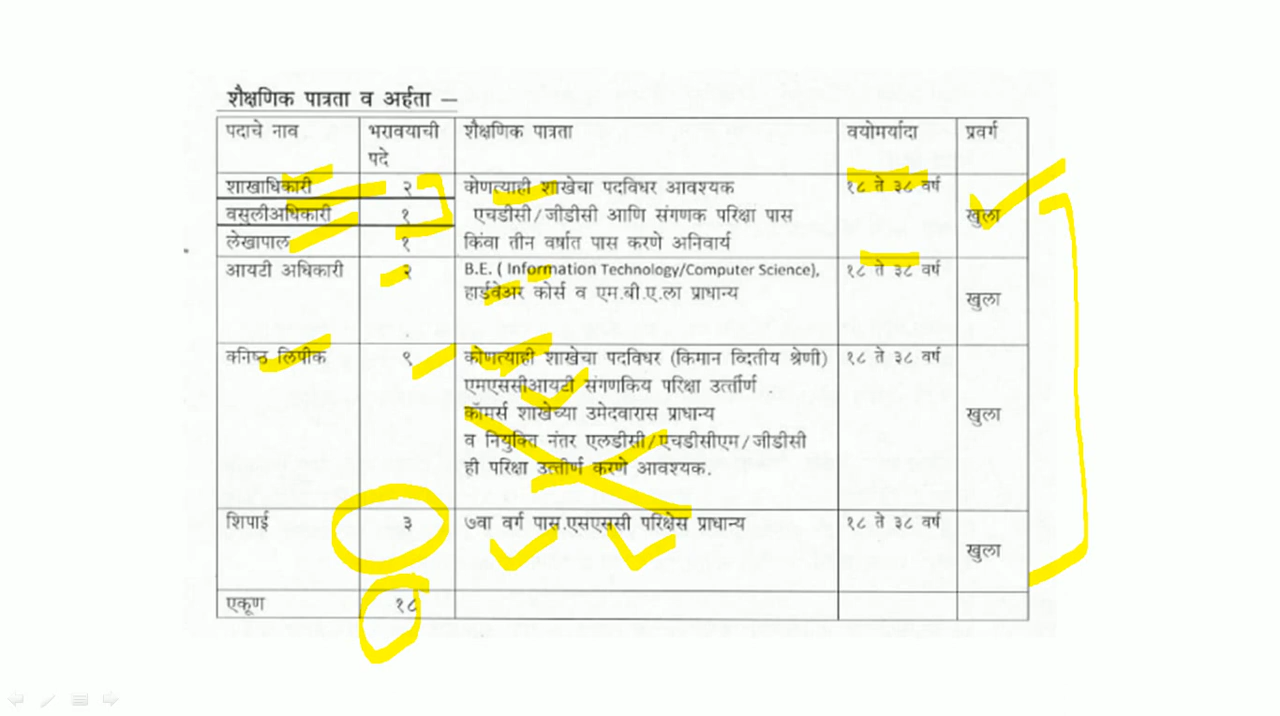 शैक्षणिक पात्रता व अर्हता —
पदाचे नाव भरावयाची पदे शैक्षणिक पात्रता वयोमर्यादा प्रवर्ग
शाखाधिकारी २ कोणत्याही शाखेचा पदविधर आवश्यक १८ ते ३८ वर्ष
वसुलीअधिकारी १ एचडीसी/जीडीसी आणि संगणक परिक्षा पास खुला
लेखापाल १ किंवा तीन वर्षात पास करणे अनिवार्य
आयटी अधिकारी २ B.E. ( Information Technology/Computer Science), १८ ते ३८ वर्ष
हार्डवेअर कोर्स व एम.बी.ए.ला प्राधान्य खुला
कनिष्ठ लिपीक ९ कोणत्याही शाखेचा पदविधर (किमान व्दितीय श्रेणी) १८ ते ३८ वर्ष
एमएससीआयटी संगणकिय परिक्षा उर्त्तीर्ण .
कॉमर्स शाखेच्या उमेदवारास प्राधान्य खुला
व नियुक्ति नंतर एलडीसी/एचडीसीएम/जीडीसी
ही परिक्षा उत्तीर्ण करणे आवश्यक.
शिपाई ३ ७वा वर्ग पास.एसएससी परिक्षेस प्राधान्य १८ ते ३८ वर्ष
खुला
एकूण १८